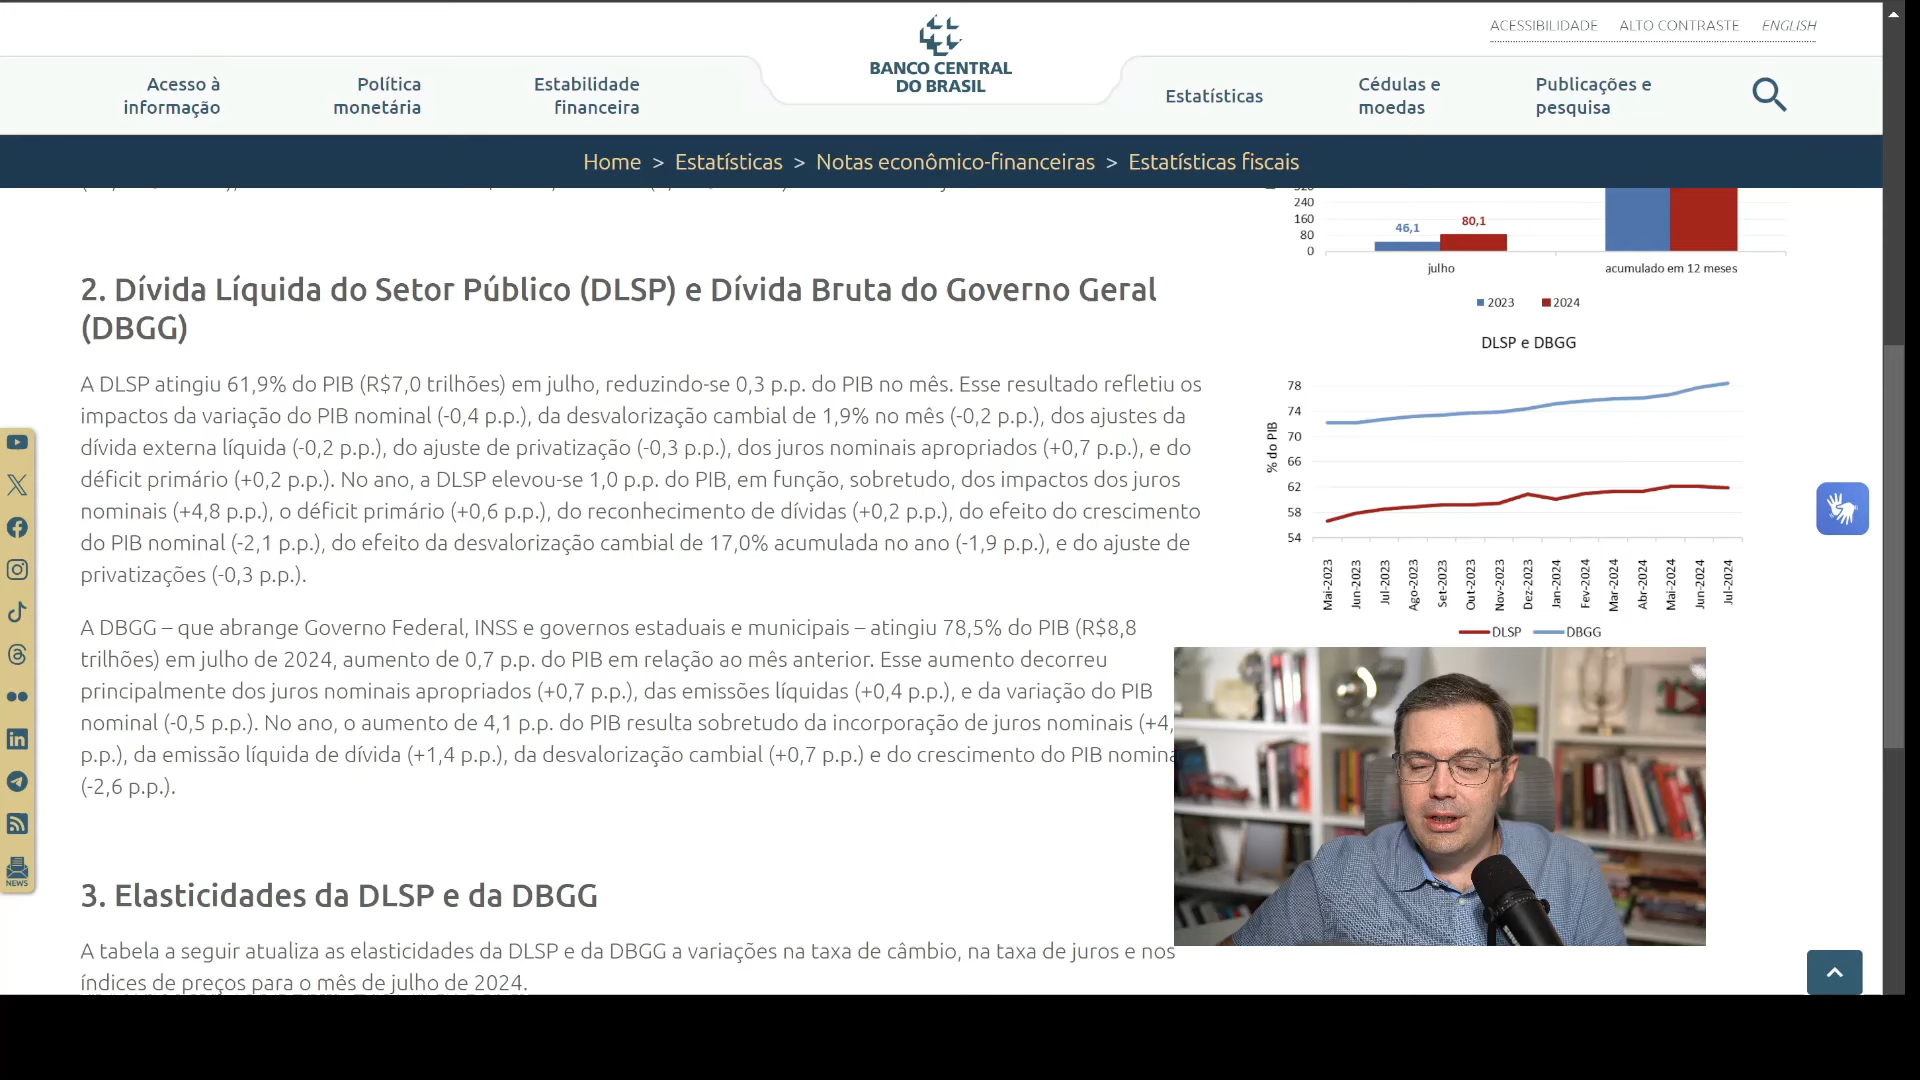 ACESSIBILIDADE ALTO CONTRASTE ENGLISH
BANCO CENTRAL
DO BRASIL
Acesso à
informação
Política
monetária
Estabilidade
financeira
Estatísticas
Cédulas e
moedas
Publicações e
pesquisa
Home > Estatísticas > Notas econômico-financeiras > Estatísticas fiscais
2. Dívida Líquida do Setor Público (DLSP) e Dívida Bruta do Governo Geral
(DBGG)
A DLSP atingiu 61,9% do PIB (R$7,0 trilhões) em julho, reduzindo-se 0,3 p.p. do PIB no mês. Esse resultado refletiu os
impactos da variação do PIB nominal (-0,4 p.p.), da desvalorização cambial de 1,9% no mês (-0,2 p.p.), dos ajustes da
dívida externa líquida (-0,2 p.p.), do ajuste de privatização (-0,3 p.p.), dos juros nominais apropriados (+0,7 p.p.), e do
déficit primário (+0,2 p.p.). No ano, a DLSP elevou-se 1,0 p.p. do PIB, em função, sobretudo, dos impactos dos juros
nominais (+4,8 p.p.), o déficit primário (+0,6 p.p.), do reconhecimento de dívidas (+0,2 p.p.), do efeito do crescimento
do PIB nominal (-2,1 p.p.), do efeito da desvalorização cambial de 17,0% acumulada no ano (-1,9 p.p.), e do ajuste de
privatizações (-0,3 p.p.).
A DBGG – que abrange Governo Federal, INSS e governos estaduais e municipais – atingiu 78,5% do PIB (R$8,8
trilhões) em julho de 2024, aumento de 0,7 p.p. do PIB em relação ao mês anterior. Esse aumento decorreu
principalmente dos juros nominais apropriados (+0,7 p.p.), das emissões líquidas (+0,4 p.p.), e da variação do PIB
nominal (-0,5 p.p.). No ano, o aumento de 4,1 p.p. do PIB resulta sobretudo da incorporação de juros nominais (+4,
p.p.), da emissão líquida de dívida (+1,4 p.p.), da desvalorização cambial (+0,7 p.p.) e do crescimento do PIB nomina
(-2,6 p.p.).
3. Elasticidades da DLSP e da DBGG
A tabela a seguir atualiza as elasticidades da DLSP e da DBGG a variações na taxa de câmbio, na taxa de juros e nos
índices de preços para o mês de julho de 2024.
240
160
80
0
46,1
80,1
julho
acumulado em 12 meses
2023 2024
DLSP e DBGG
% do PIB
78
74
70
66
62
58
54
Mai-2023
Jun-2023
Jul-2023
Ago-2023
Set-2023
Out-2023
Nov-2023
Dez-2023
Jan-2024
Fev-2024
Mar-2024
Abr-2024
Mai-2024
Jun-2024
Jul-2024
DLSP DBGG
NEWS